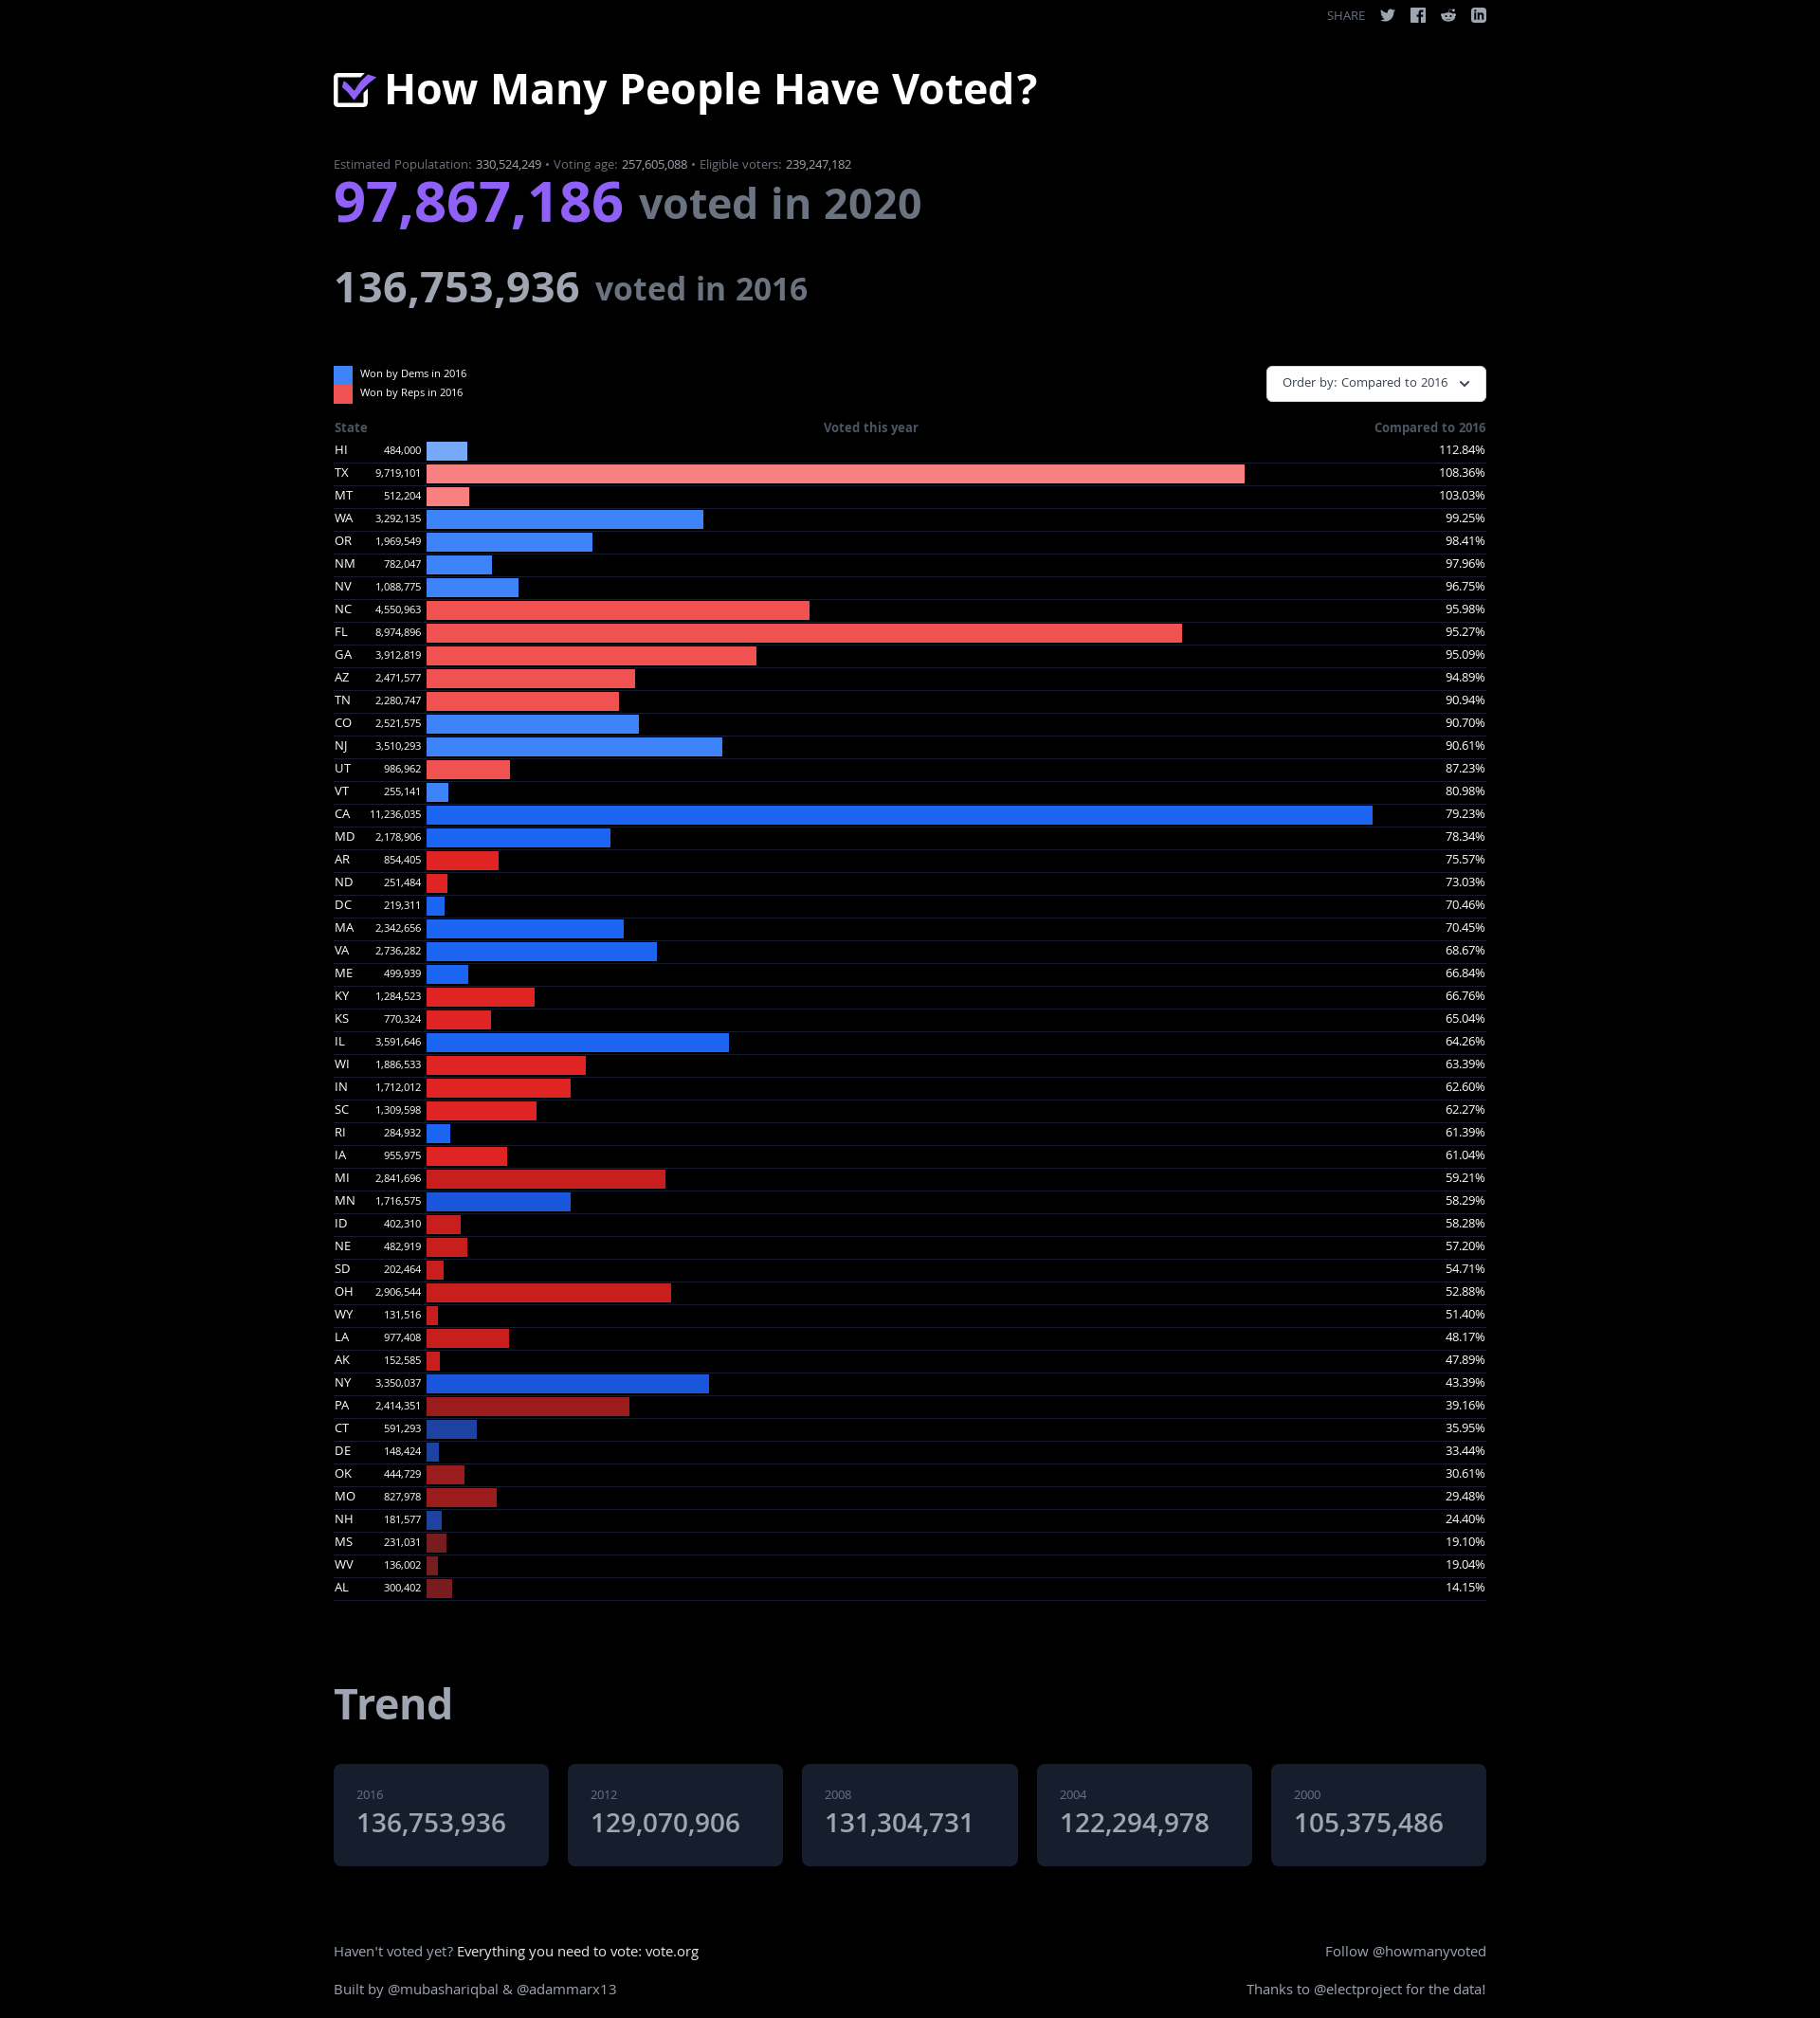 SHARE
How Many People Have Voted?
Estimated Populatation: 330,524,249 • Voting age: 257,605,088 • Eligible voters: 239,247,182
97,867,186 voted in 2020
136,753,936 voted in 2016
Won by Dems in 2016
Won by Reps in 2016
Order by: Compared to 2016
State Voted this year Compared to 2016
HI 484,000 112.84%
TX 9,719,101 108.36%
MT 512,204 103.03%
WA 3,292,135 99.25%
OR 1,969,549 98.41%
NM 782,047 97.96%
NV 1,088,775 96.75%
NC 4,550,963 95.98%
FL 8,974,896 95.27%
GA 3,912,819 95.09%
AZ 2,471,577 94.89%
TN 2,280,747 90.94%
CO 2,521,575 90.70%
NJ 3,510,293 90.61%
UT 986,962 87.23%
VT 255,141 80.98%
CA 11,236,035 79.23%
MD 2,178,906 78.34%
AR 854,405 75.57%
ND 251,484 73.03%
DC 219,311 70.46%
MA 2,342,656 70.45%
VA 2,736,282 68.67%
ME 499,939 66.84%
KY 1,284,523 66.76%
KS 770,324 65.04%
IL 3,591,646 64.26%
WI 1,886,533 63.39%
IN 1,712,012 62.60%
SC 1,309,598 62.27%
RI 284,932 61.39%
IA 955,975 61.04%
MI 2,841,696 59.21%
MN 1,716,575 58.29%
ID 402,310 58.28%
NE 482,919 57.20%
SD 202,464 54.71%
OH 2,906,544 52.88%
WY 131,516 51.40%
LA 977,408 48.17%
AK 152,585 47.89%
NY 3,350,037 43.39%
PA 2,414,351 39.16%
CT 591,293 35.95%
DE 148,424 33.44%
OK 444,729 30.61%
MO 827,978 29.48%
NH 181,577 24.40%
MS 231,031 19.10%
WV 136,002 19.04%
AL 300,402 14.15%
Trend
2016 2012 2008 2004 2000
136,753,936 129,070,906 131,304,731 122,294,978 105,375,486
Haven't voted yet? Everything you need to vote: vote.org Follow @howmanyvoted
Built by @mubashariqbal & @adammarx13 Thanks to @electproject for the data!